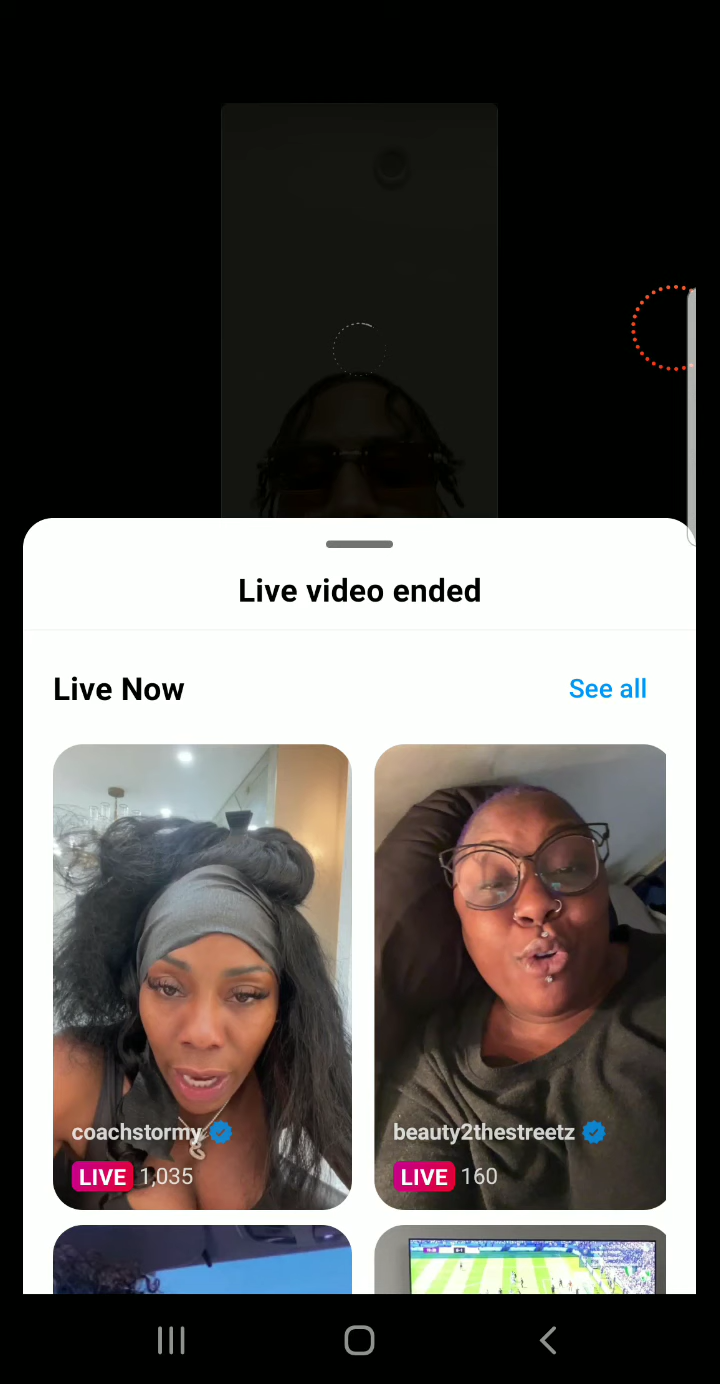 Live video ended
Live Now
See all
coachstormy
LIVE 1,035
beauty2thestreetz
LIVE 160